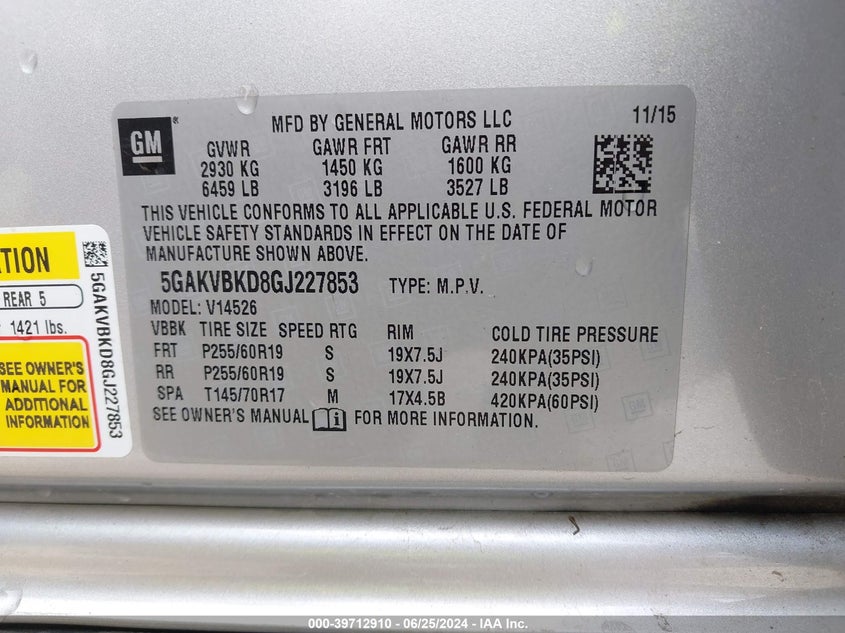 GM
MFD BY GENERAL MOTORS LLC 11/15
GVWR GAWR FRT GAWR RR
2930 KG 1450 KG 1600 KG
6459 LB 3196 LB 3527 LB
THIS VEHICLE CONFORMS TO ALL APPLICABLE U.S. FEDERAL MOTOR
VEHICLE SAFETY STANDARDS IN EFFECT ON THE DATE OF
MANUFACTURE SHOWN ABOVE.
5GAKVBKD8GJ227853 TYPE: M.P.V.
MODEL: V14526
VBBK TIRE SIZE SPEED RTG RIM COLD TIRE PRESSURE
FRT P255/60R19 S 19X7.5J 240KPA(35PSI)
RR P255/60R19 S 19X7.5J 240KPA(35PSI)
SPA T145/70R17 M 17X4.5B 420KPA(60PSI)
SEE OWNER'S MANUAL FOR MORE INFORMATION.
REAR 5
1421 lbs.
SEE OWNER'S
MANUAL FOR
ADDITIONAL
INFORMATION
5GAKVBKD8GJ227853
000-39712910 - 06/25/2024 - IAA Inc.